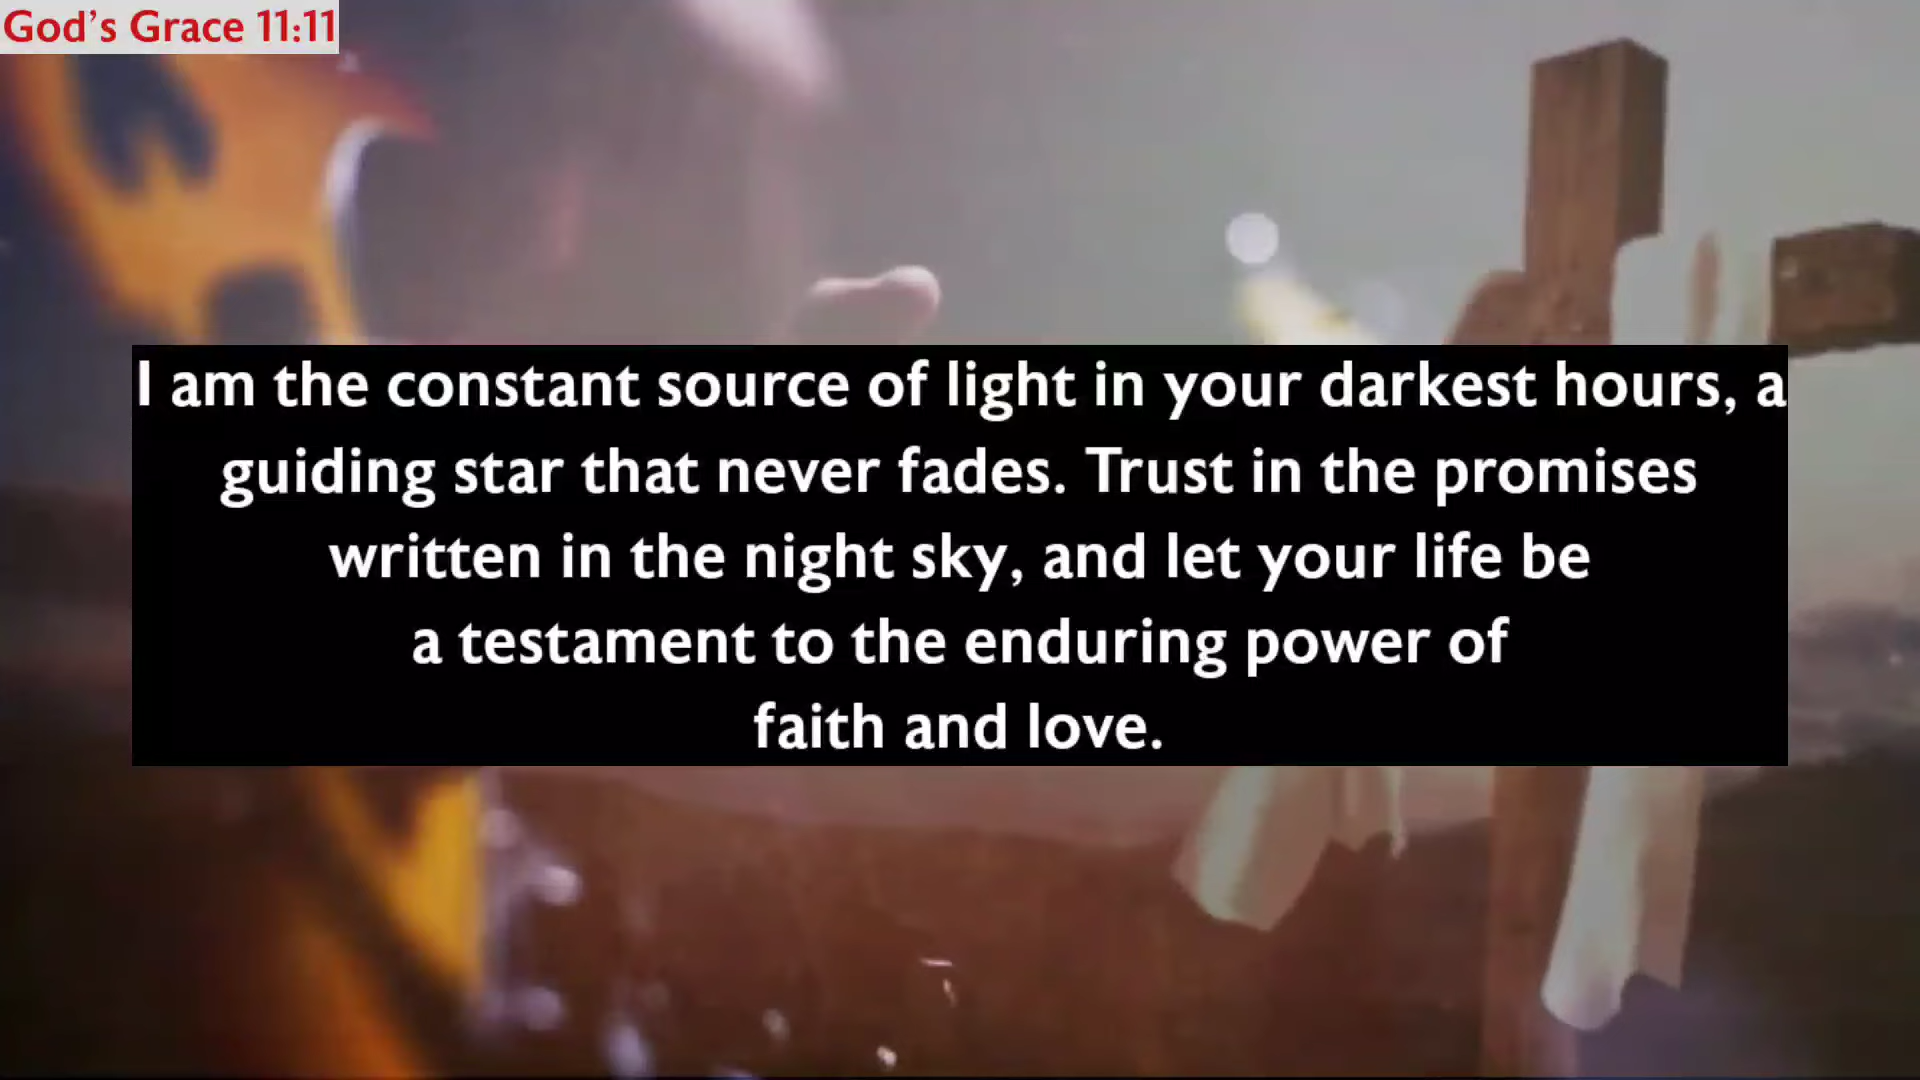 God's Grace 11:11
I am the constant source of light in your darkest hours, a
guiding star that never fades. Trust in the promises
written in the night sky, and let your life be
a testament to the enduring power of
faith and love.